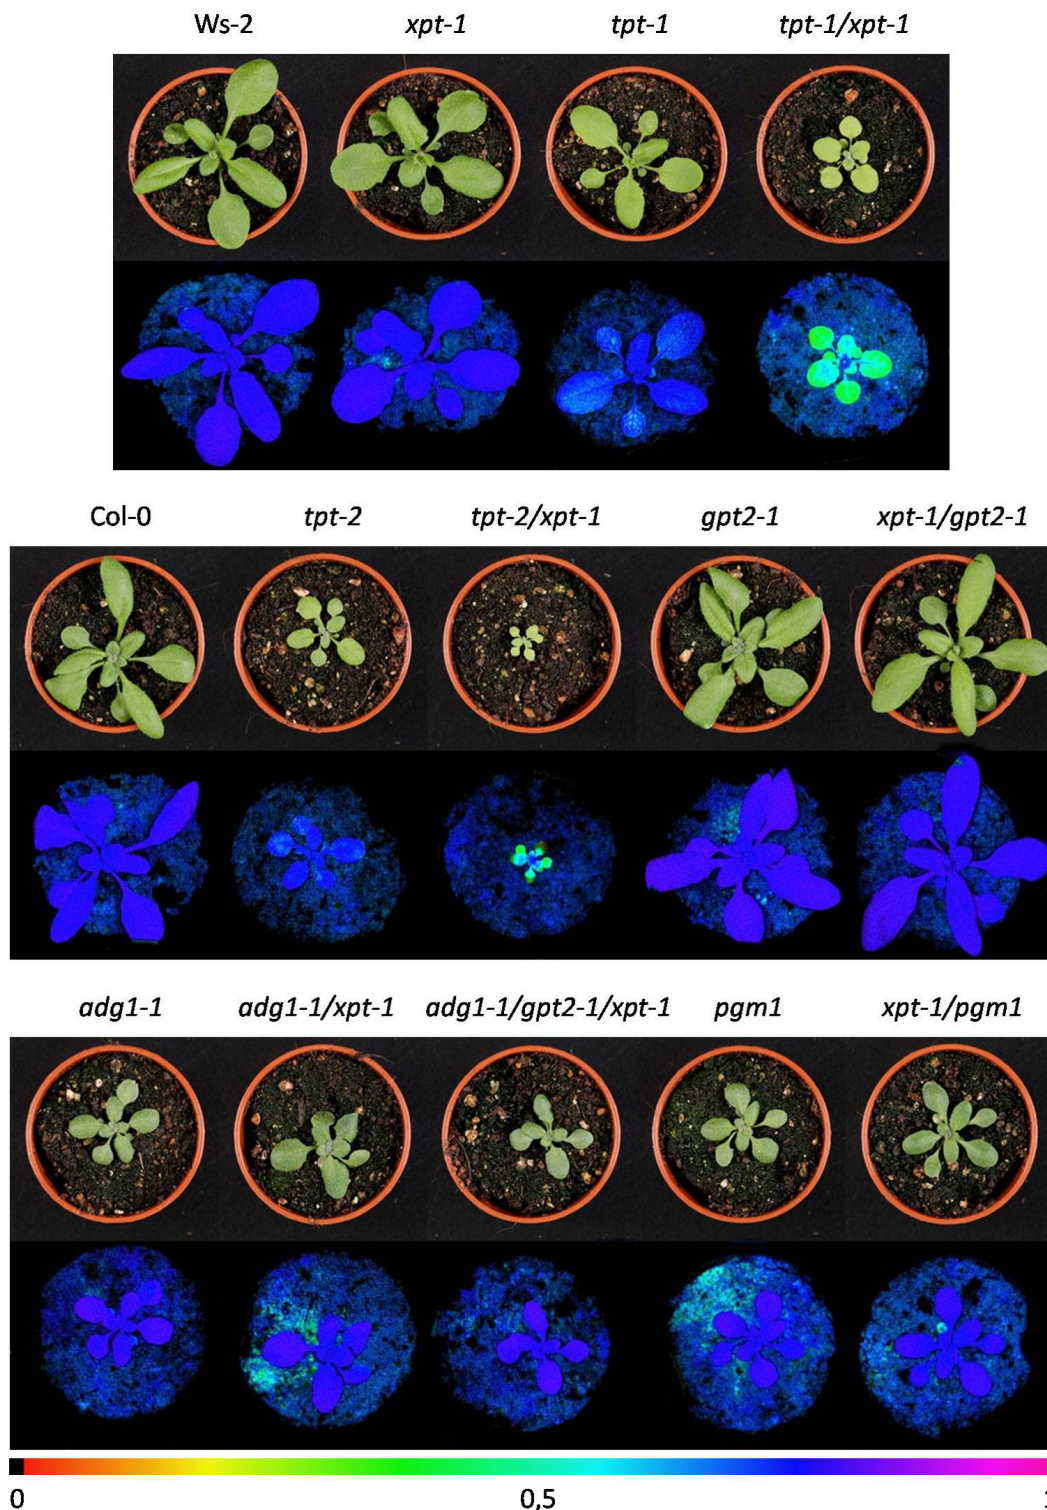 Ws-2 xpt-1 tpt-1 tpt-1/xpt-1
Col-0 tpt-2 tpt-2/xpt-1 gpt2-1 xpt-1/gpt2-1
adg1-1 adg1-1/xpt-1 adg1-1/gpt2-1/xpt-1 pgm1 xpt-1/pgm1
0 0,5 1